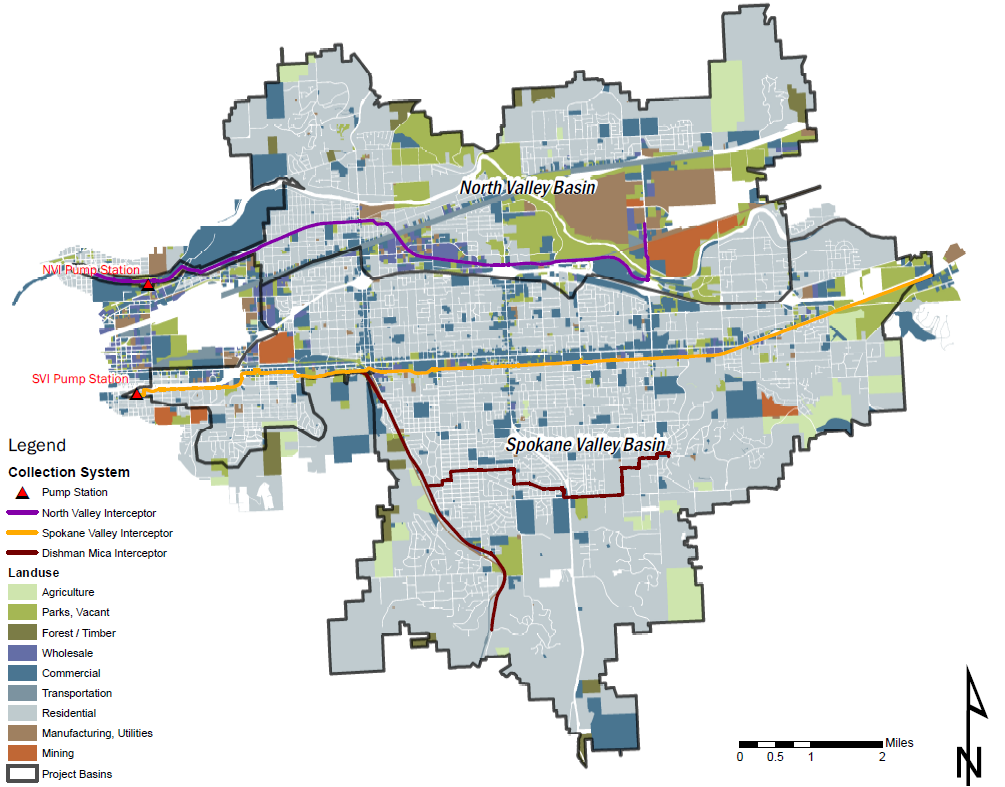 North Valley Basin
NVI Pump Station
SVI Pump Station
Spokane Valley Basin
Legend
Collection System
Pump Station
North Valley Interceptor
Spokane Valley Interceptor
Dishman Mica Interceptor
Landuse
Agriculture
Parks, Vacant
Forest / Timber
Wholesale
Commercial
Transportation
Residential
Manufacturing, Utilities
Mining
Project Basins
Miles
0 0.5 1 2
N